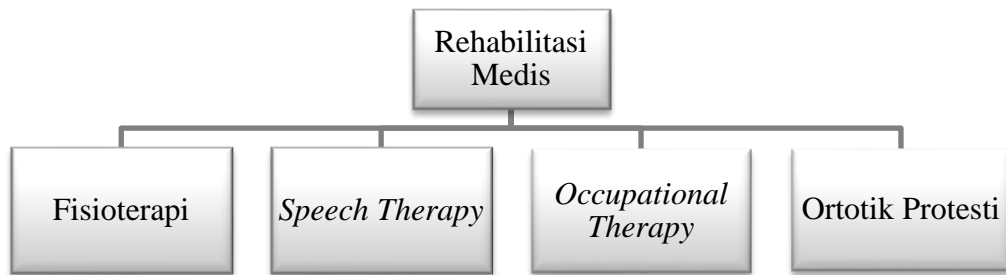 Rehabilitasi
Medis
Fisioterapi
Speech Therapy
Occupational
Therapy
Ortotik Protesti